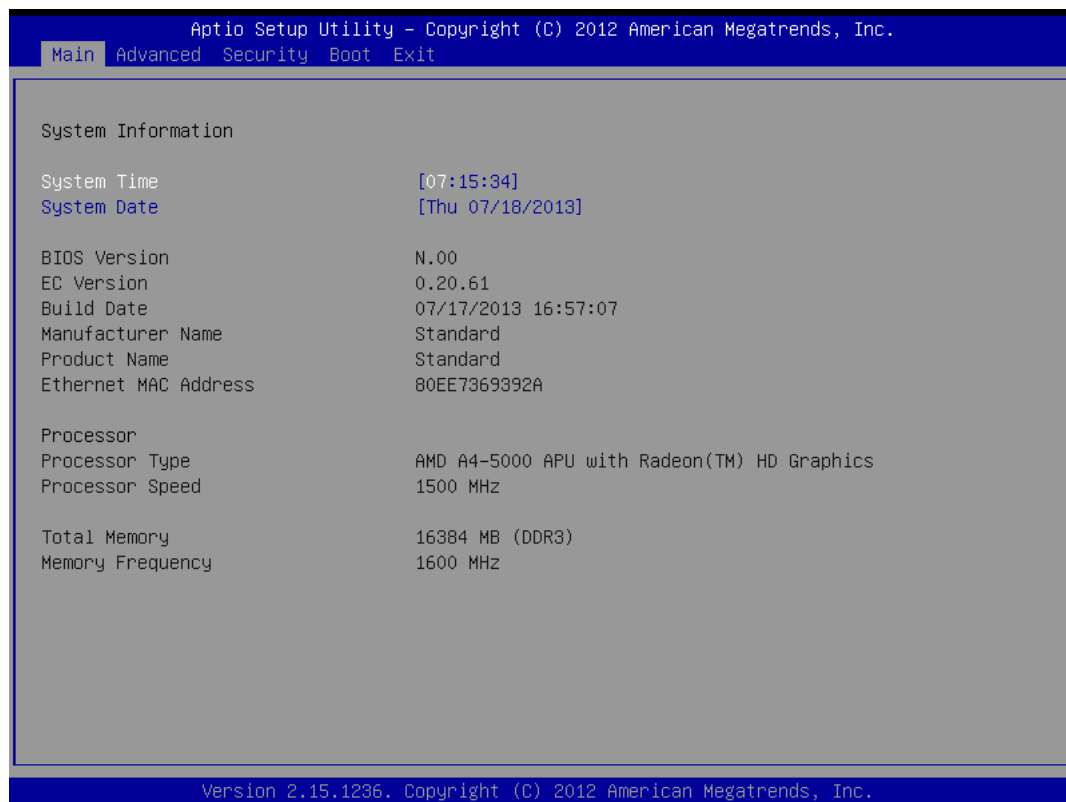 Aptio Setup Utility – Copyright (C) 2012 American Megatrends, Inc.
Main Advanced Security Boot Exit
System Information
System Time [07:15:34]
System Date [Thu 07/18/2013]
BIOS Version N.00
EC Version 0.20.61
Build Date 07/17/2013 16:57:07
Manufacturer Name Standard
Product Name Standard
Ethernet MAC Address 80EE7369392A
Processor
Processor Type AMD A4-5000 APU with Radeon(TM) HD Graphics
Processor Speed 1500 MHz
Total Memory 16384 MB (DDR3)
Memory Frequency 1600 MHz
Version 2.15.1236. Copyright (C) 2012 American Megatrends, Inc.